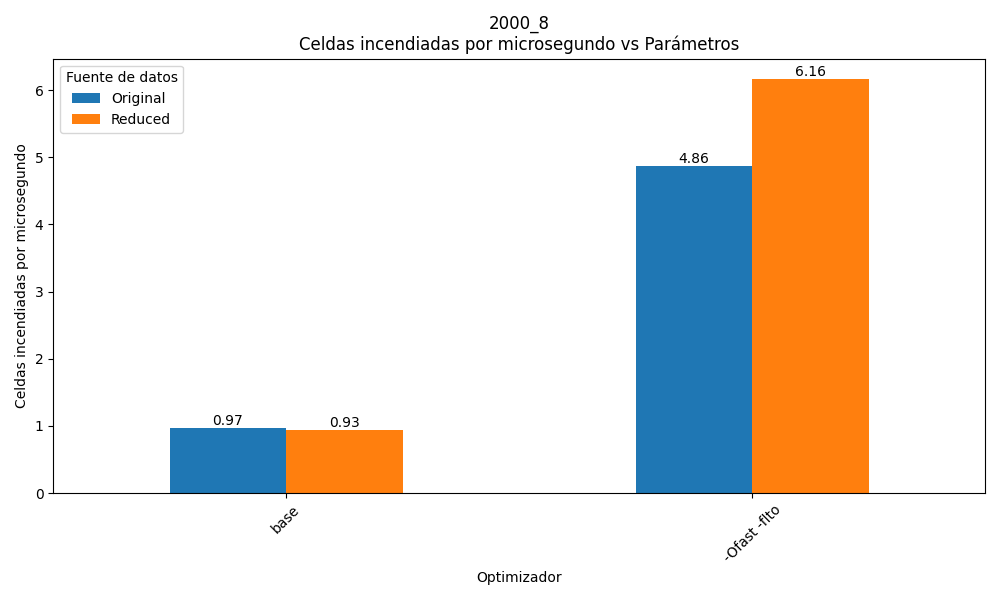 2000_8
Celdas incendiadas por microsegundo vs Parámetros
Fuente de datos
Original
Reduced
Celdas incendiadas por microsegundo
6
5
4
3
2
1
0
0.97
0.93
4.86
6.16
base
-Ofast -flto
Optimizador